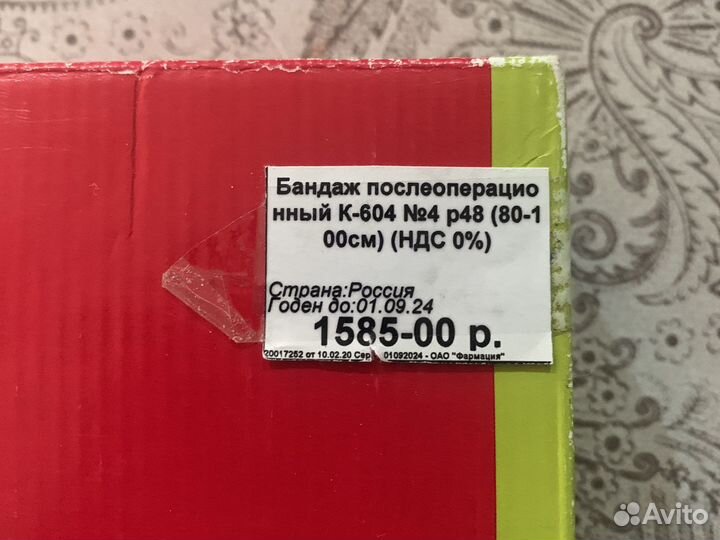 Бандаж послеоперацио
нный К-604 №4 р48 (80-1
00см) (НДС 0%)
Страна:Россия
Годен до:01.09.24
1585-00 р.
20017252 от 10.02.20 Сер 01092024 - ОАО "Фармация"
Avito